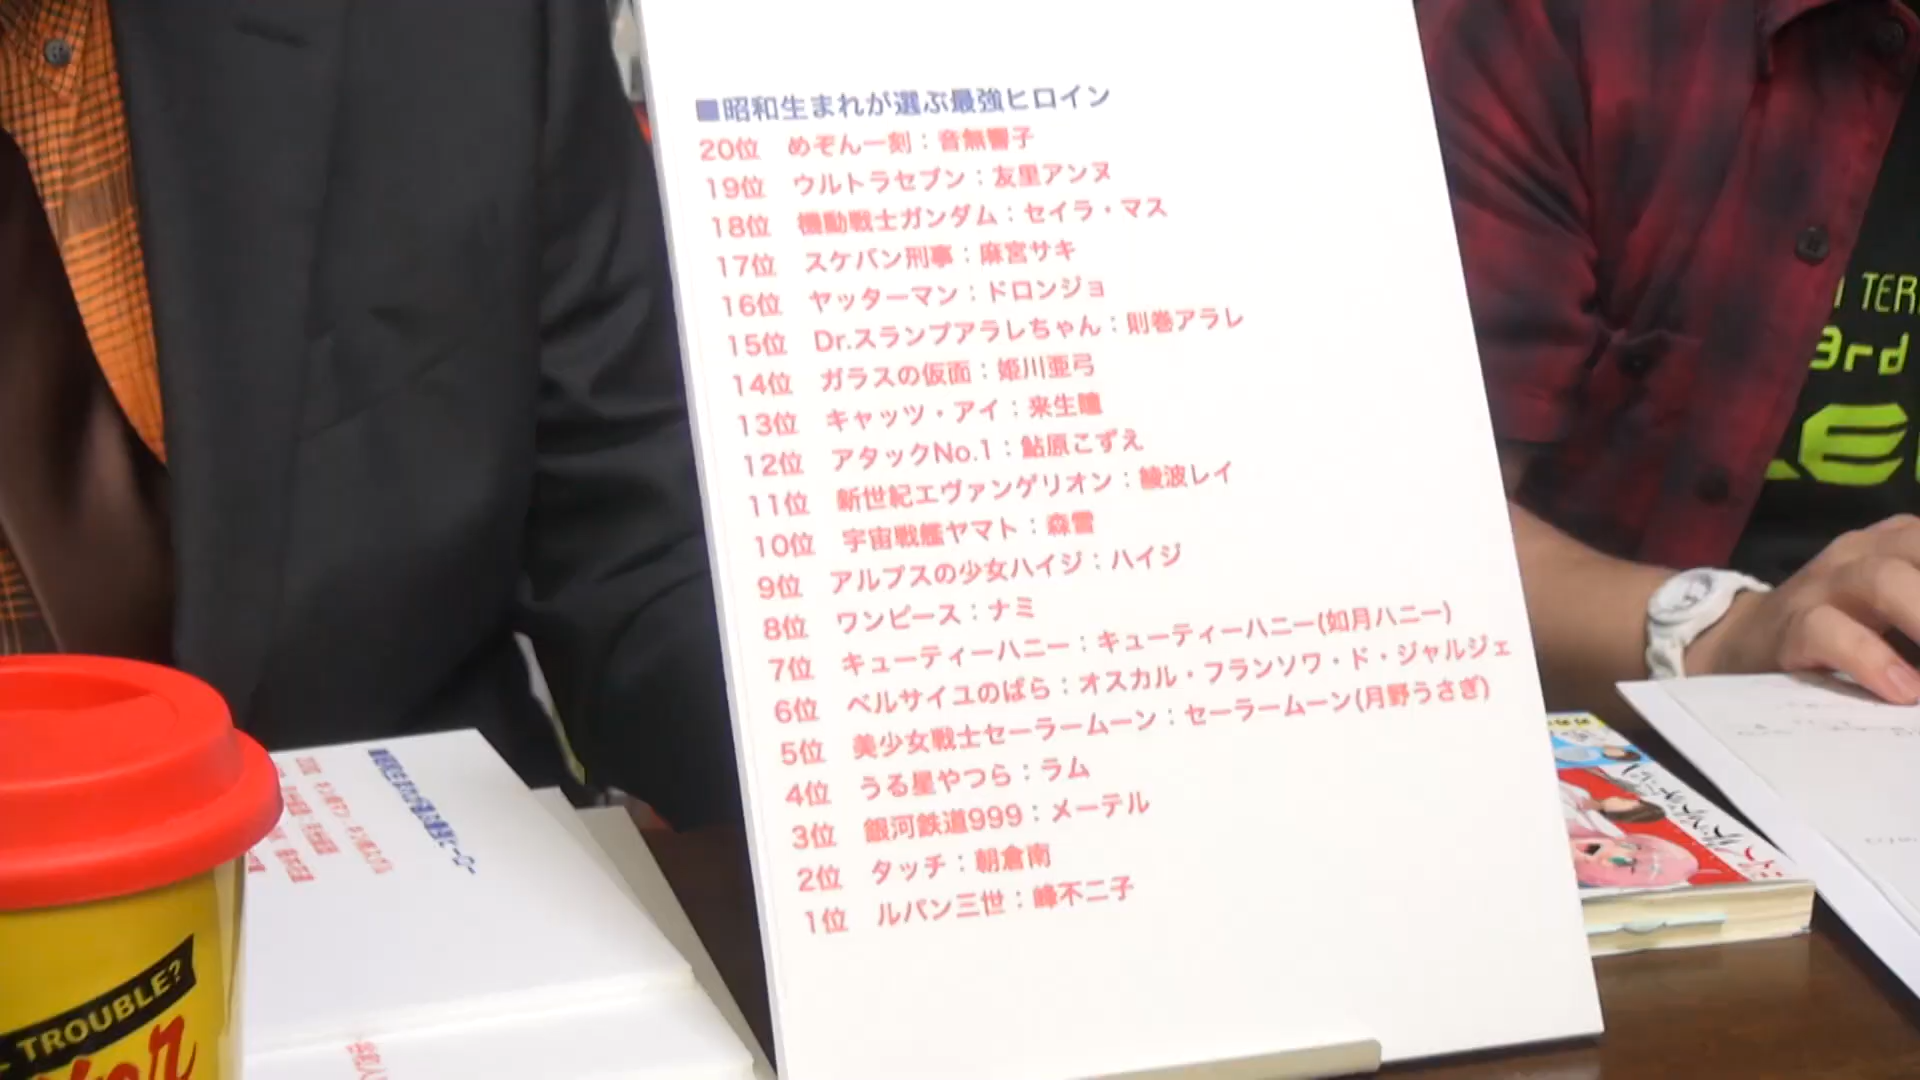 ■昭和生まれが選ぶ最強ヒロイン
20位 めぞん一刻：音無響子
19位 ウルトラセブン：友里アンヌ
18位 機動戦士ガンダム：セイラ・マス
17位 スケバン刑事：麻宮サキ
16位 ヤッターマン：ドロンジョ
15位 Dr.スランプアラレちゃん：則巻アラレ
14位 ガラスの仮面：姫川亜弓
13位 キャッツ・アイ：来生瞳
12位 アタックNo.1：鮎原こずえ
11位 新世紀エヴァンゲリオン：綾波レイ
10位 宇宙戦艦ヤマト：森雪
9位 アルプスの少女ハイジ：ハイジ
8位 ワンピース：ナミ
7位 キューティーハニー：キューティーハニー(如月ハニー)
6位 ベルサイユのばら：オスカル・フランソワ・ド・ジャルジェ
5位 美少女戦士セーラームーン：セーラームーン(月野うさぎ)
4位 うる星やつら：ラム
3位 銀河鉄道999：メーテル
2位 タッチ：朝倉南
1位 ルパン三世：峰不二子
TROUBLE?
TER
3rd